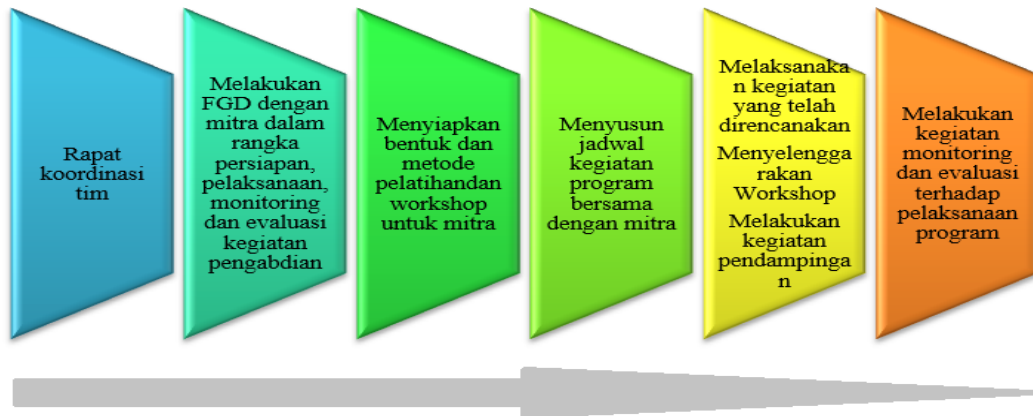 Rapat
koordinasi
tim
Melakukan
FGD dengan
mitra dalam
rangka
persiapan,
pelaksanaan,
monitoring
dan evaluasi
kegiatan
pengabdian
Menyiapkan
bentuk dan
metode
pelatihandan
workshop
untuk mitra
Menyusun
jadwal
kegiatan
program
bersama
dengan mitra
Melaksanaka
n kegiatan
yang telah
direncanakan
Menyelengga
rakan
Workshop
Melakukan
kegiatan
pendampinga
n
Melakukan
kegiatan
monitoring
dan evaluasi
terhadap
pelaksanaan
program